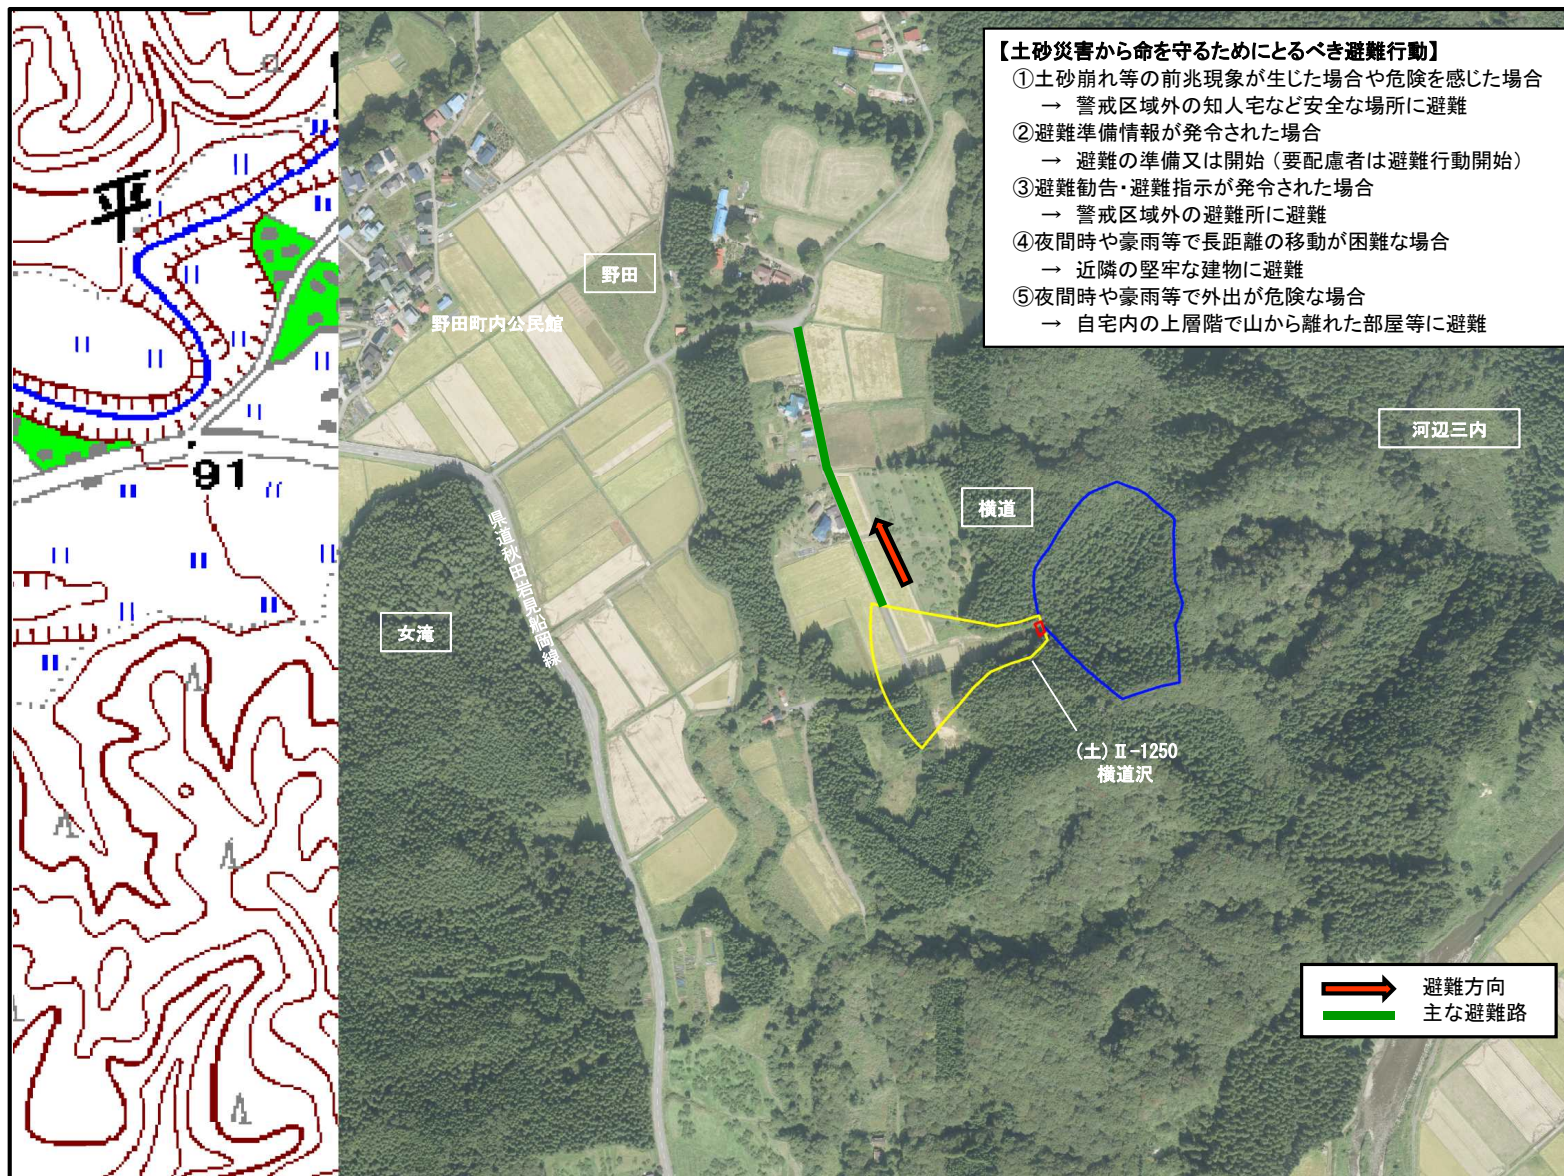 【土砂災害から命を守るためにとるべき避難行動】
①土砂崩れ等の前兆現象が生じた場合や危険を感じた場合
→ 警戒区域外の知人宅など安全な場所に避難
②避難準備情報が発令された場合
→ 避難の準備又は開始（要配慮者は避難行動開始）
③避難勧告・避難指示が発令された場合
→ 警戒区域外の避難所に避難
④夜間時や豪雨等で長距離の移動が困難な場合
→ 近隣の堅牢な建物に避難
⑤夜間時や豪雨等で外出が危険な場合
→ 自宅内の上層階で山から離れた部屋等に避難
平
野田
野田町内公民館
河辺三内
91
横道
県道秋田岩見船岡線
女滝
(土)Ⅱ-1250
横道沢
避難方向
主な避難路